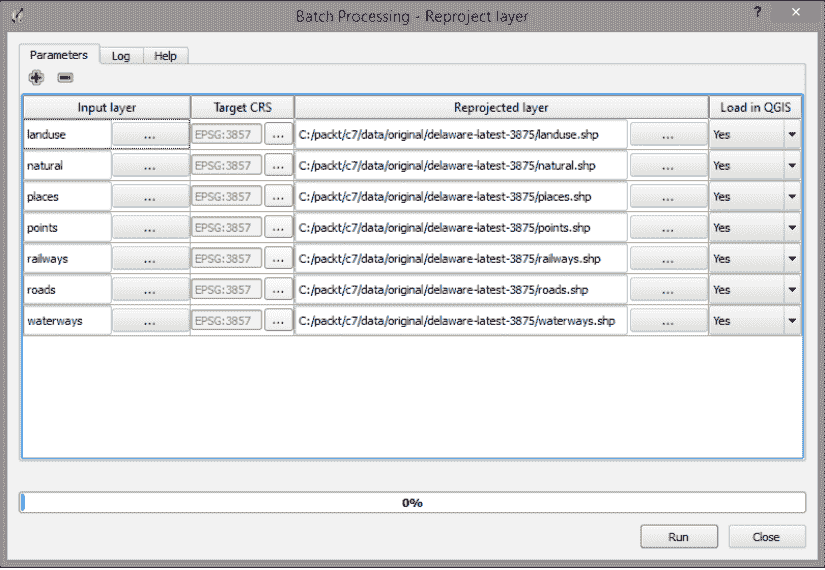 Batch Processing - Reproject layer ? ×
Parameters Log Help
Input layer Target CRS Reprojected layer Load in QGIS
landuse ... EPSG:3857 ... C:/packt/c7/data/original/delaware-latest-3875/landuse.shp ... Yes
natural ... EPSG:3857 ... C:/packt/c7/data/original/delaware-latest-3875/natural.shp ... Yes
places ... EPSG:3857 ... C:/packt/c7/data/original/delaware-latest-3875/places.shp ... Yes
points ... EPSG:3857 ... C:/packt/c7/data/original/delaware-latest-3875/points.shp ... Yes
railways ... EPSG:3857 ... C:/packt/c7/data/original/delaware-latest-3875/railways.shp ... Yes
roads ... EPSG:3857 ... C:/packt/c7/data/original/delaware-latest-3875/roads.shp ... Yes
waterways ... EPSG:3857 ... C:/packt/c7/data/original/delaware-latest-3875/waterways.shp ... Yes
0%
Run Close